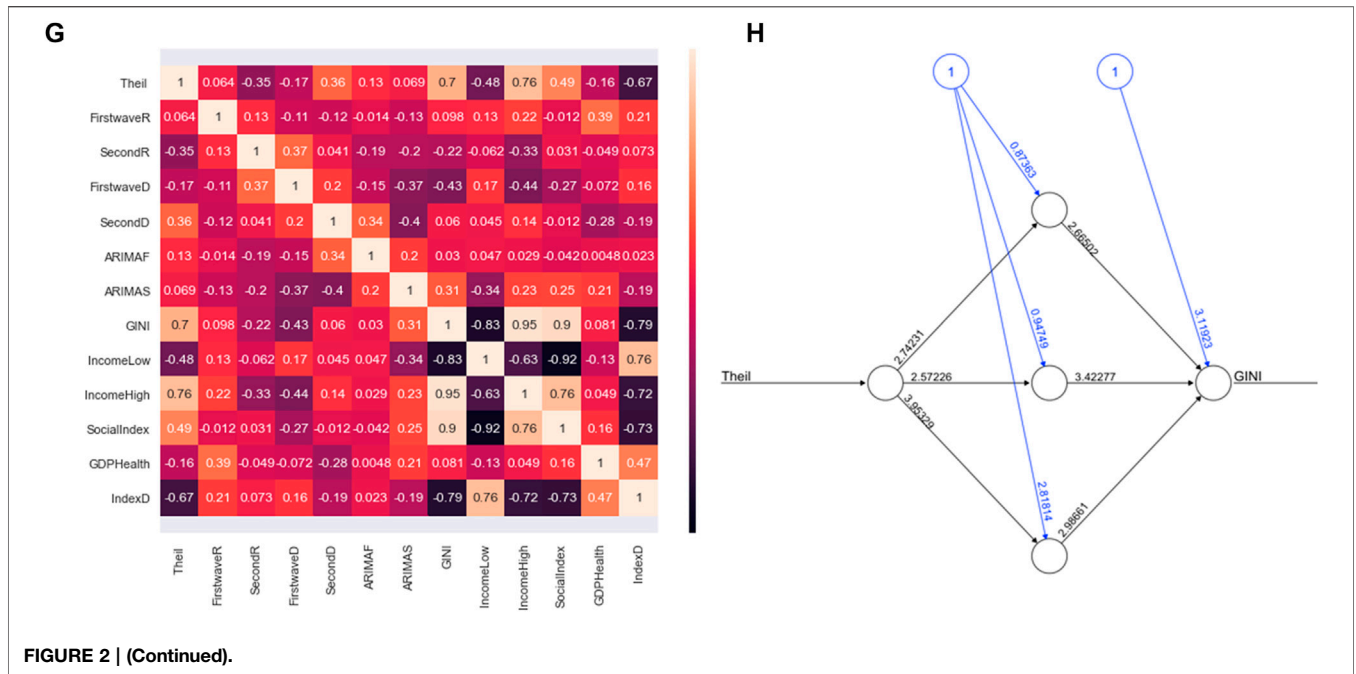 G
Theil 1 0.064 -0.35 -0.17 0.36 0.13 0.069 0.7 -0.48 0.76 0.49 -0.16 -0.67
FirstwaveR 0.064 1 0.13 -0.11 -0.12 -0.014 -0.13 0.098 0.13 0.22 -0.012 0.39 0.21
SecondR -0.35 0.13 1 0.37 0.041 -0.19 -0.2 -0.22 -0.062 -0.33 0.031 -0.049 0.073
FirstwaveD -0.17 -0.11 0.37 1 0.2 -0.15 -0.37 -0.43 0.17 -0.44 -0.27 -0.072 0.16
SecondD 0.36 -0.12 0.041 0.2 1 0.34 -0.4 0.06 0.045 0.14 -0.012 -0.28 -0.19
ARIMAF 0.13 -0.014 -0.19 -0.15 0.34 1 0.2 0.03 0.047 0.029 -0.042 0.0048 0.023
ARIMAS 0.069 -0.13 -0.2 -0.37 -0.4 0.2 1 0.31 -0.34 0.23 0.25 0.21 -0.19
GINI 0.7 0.098 -0.22 -0.43 0.06 0.03 0.31 1 -0.83 0.95 0.9 0.081 -0.79
IncomeLow -0.48 0.13 -0.062 0.17 0.045 0.047 -0.34 -0.83 1 -0.63 -0.92 -0.13 0.76
IncomeHigh 0.76 0.22 -0.33 -0.44 0.14 0.029 0.23 0.95 -0.63 1 0.76 0.049 -0.72
SocialIndex 0.49 -0.012 0.031 -0.27 -0.012 -0.042 0.25 0.9 -0.92 0.76 1 0.16 -0.73
GDPHealth -0.16 0.39 -0.049 -0.072 -0.28 0.0048 0.21 0.081 -0.13 0.049 0.16 1 0.47
IndexD -0.67 0.21 0.073 0.16 -0.19 0.023 -0.19 -0.79 0.76 -0.72 -0.73 0.47 1
Theil FirstwaveR SecondR FirstwaveD SecondD ARIMAF ARIMAS GINI IncomeLow IncomeHigh SocialIndex GDPHealth IndexD
H
1 1
0.87363
2.66502
0.94749
3.11923
2.74231
Theil 2.57226 3.42277 GINI
3.95329
2.81814
2.98661
FIGURE 2 | (Continued).